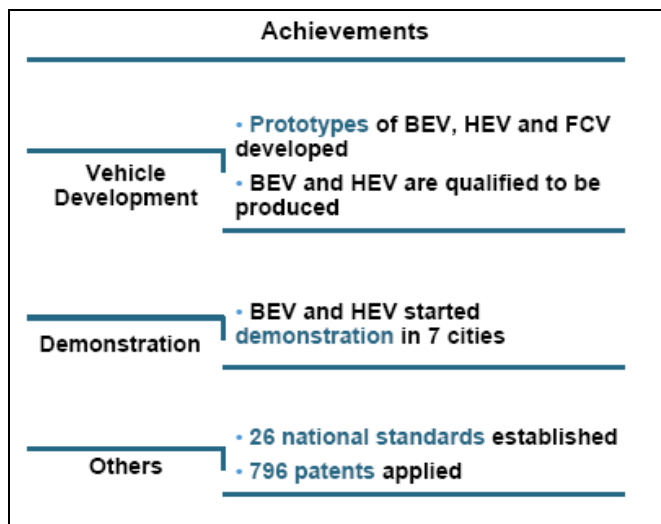 Achievements
Vehicle
Development
• Prototypes of BEV, HEV and FCV
developed
• BEV and HEV are qualified to be
produced
Demonstration
• BEV and HEV started
demonstration in 7 cities
Others
• 26 national standards established
• 796 patents applied